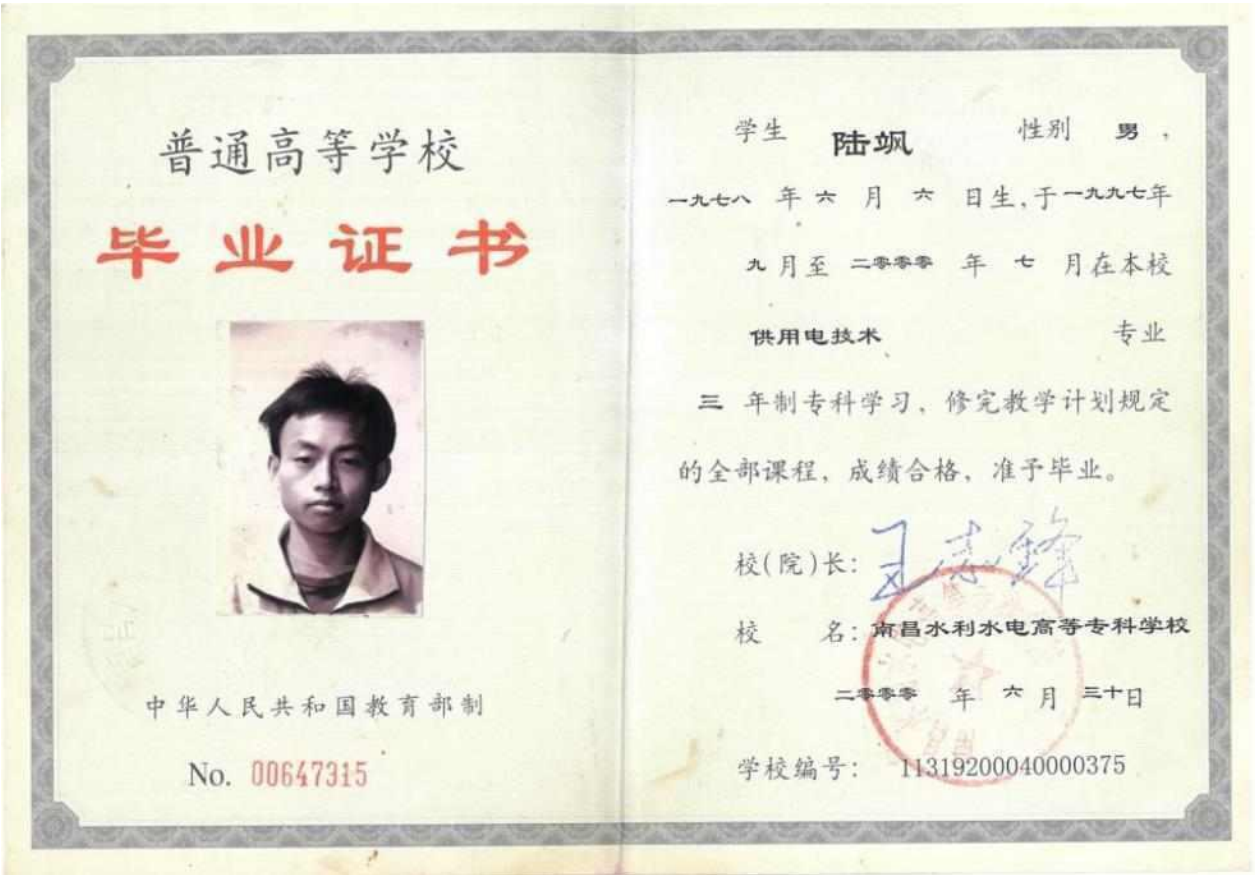 普通高等学校
毕业证书
中华人民共和国教育部制
No. 00647315
学生 陆飒 性别 男,
一九七八 年 六 月 六 日生,于一九九七年
九月至 二零零零 年 七 月在本校
供用电技术 专业
三 年制专科学习、修完教学计划规定
的全部课程,成绩合格,准予毕业。
校(院)长:王志锋
校 名:南昌水利水电高等专科学校
二零零零 年 六 月 三十日
学校编号: 11319200040000375